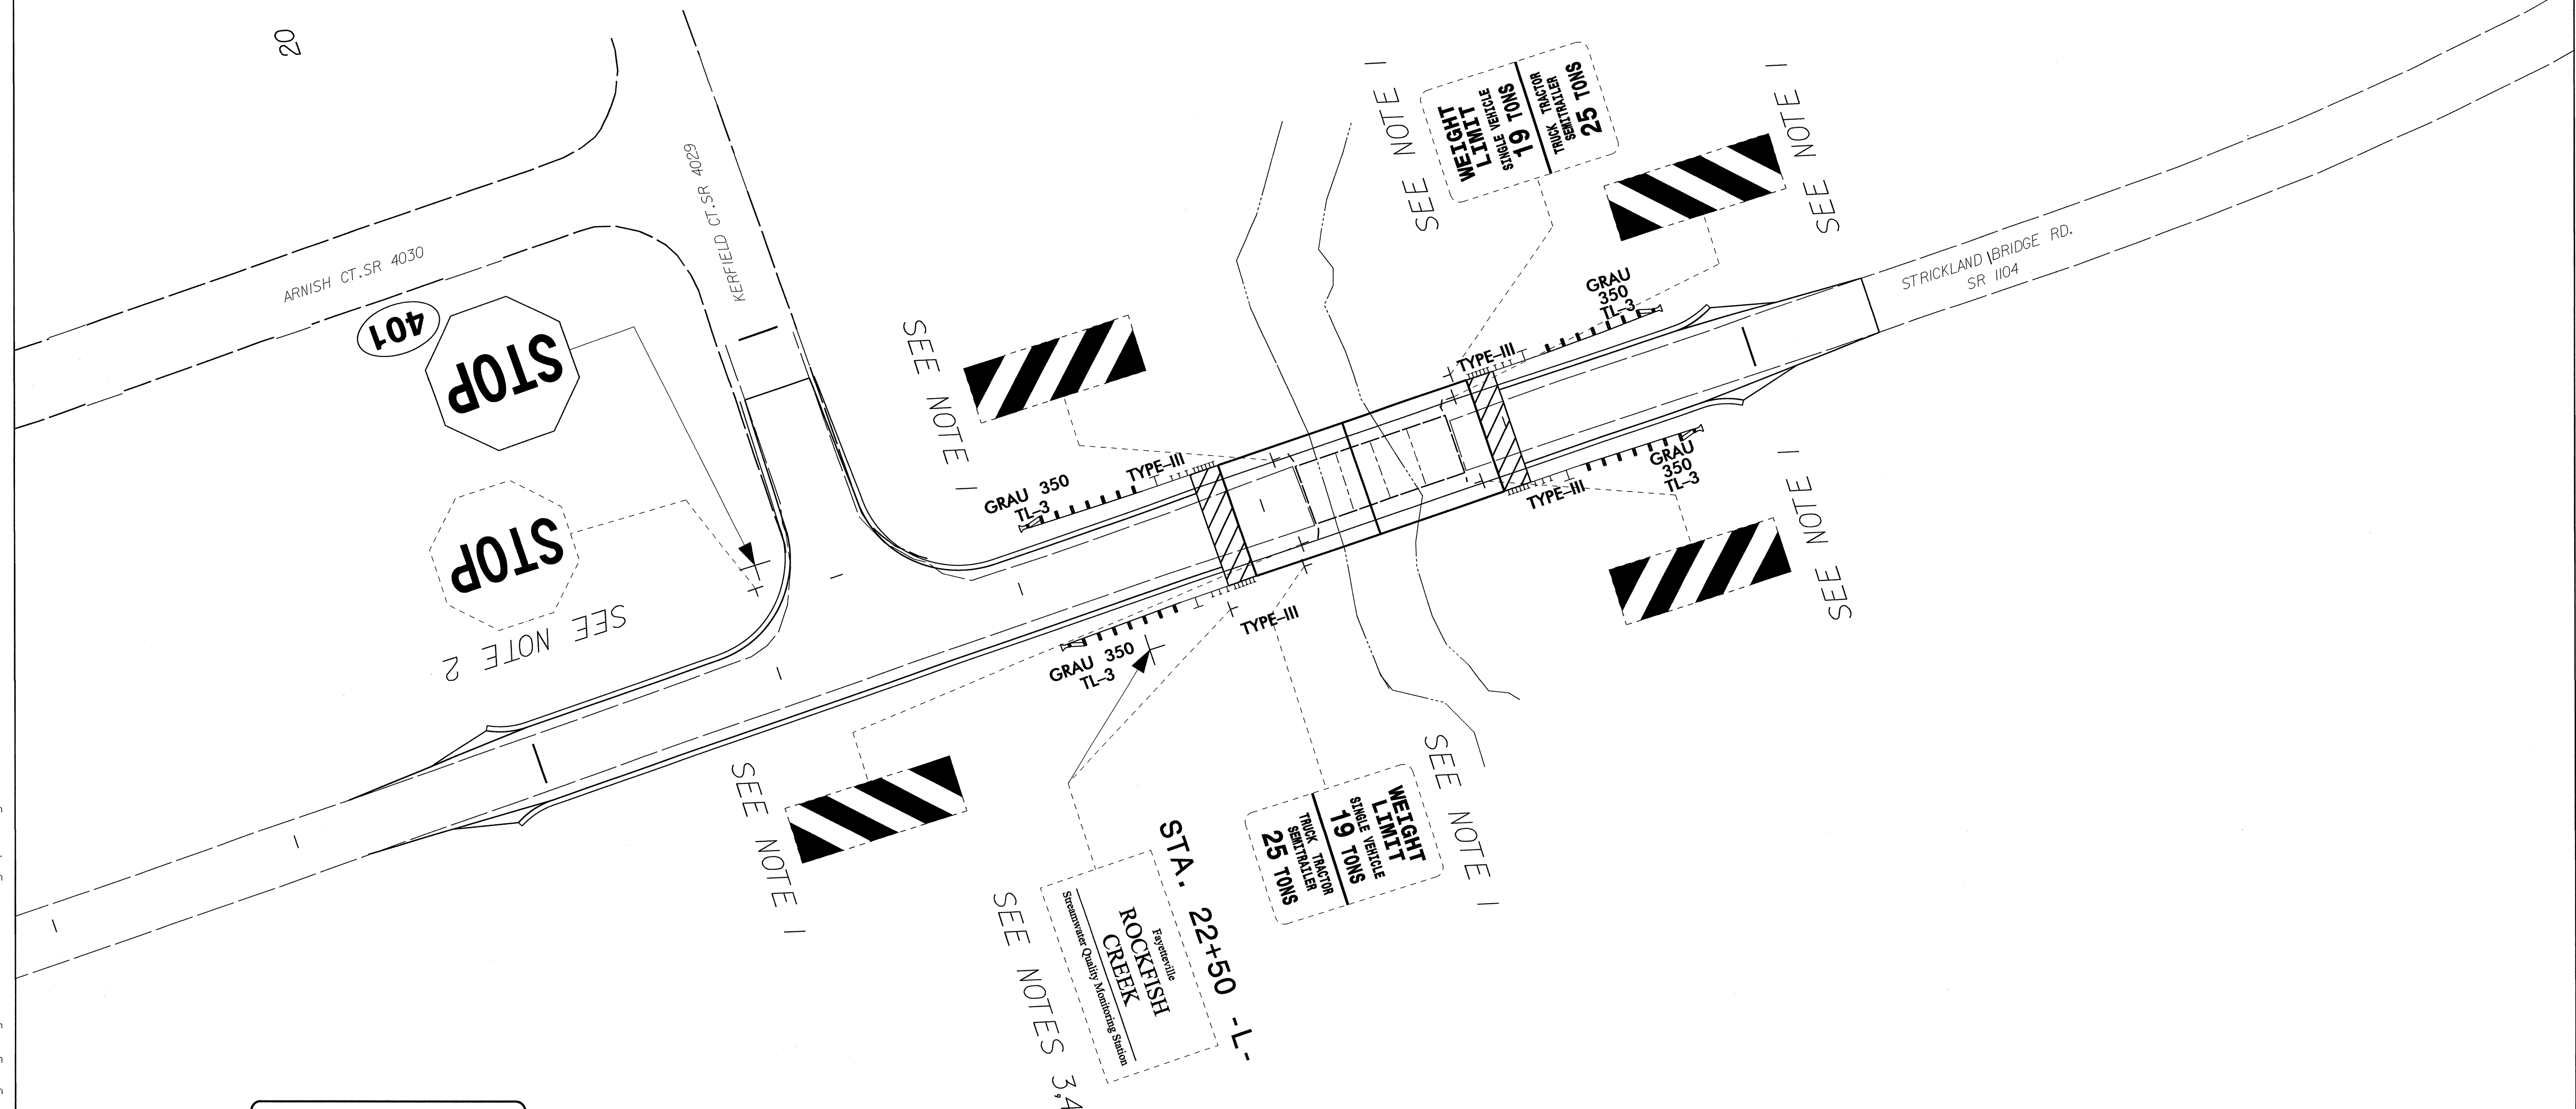 20
ARNISH CT. SR 4030
KERFIELD CT. SR 4029
401
STOP
STOP
SEE NOTE 2
SEE NOTE 1
GRAU 350
TL-3
TYPE-III
SEE NOTE 1
WEIGHT
LIMIT
SINGLE VEHICLE
19 TONS
TRUCK TRACTOR
SEMITRAILER
25 TONS
SEE NOTE 1
GRAU
350
TL-3
TYPE-III
STRICKLAND BRIDGE RD.
SR 1104
GRAU
350
TL-3
TYPE-III
SEE NOTE 1
TYPE-III
GRAU 350
TL-3
SEE NOTE 1
WEIGHT
LIMIT
SINGLE VEHICLE
19 TONS
TRUCK TRACTOR
SEMITRAILER
25 TONS
SEE NOTE 1
STA. 22+50 -L-
Fayetteville
ROCKFISH
CREEK
Streamwater Quality Monitoring Station
SEE NOTES 3,4